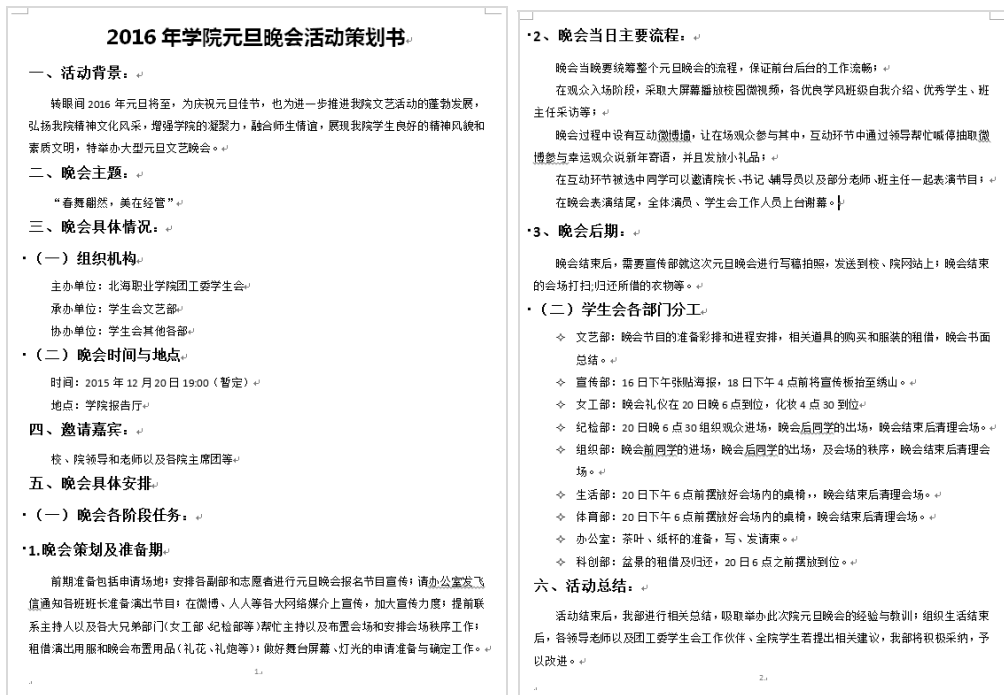 2016 年学院元旦晚会活动策划书
一、活动背景：
转眼间 2016 年元旦将至，为庆祝元旦佳节，也为进一步推进我院文艺活动的蓬勃发展，
弘扬我院精神文化风采，增强学院的凝聚力，融合师生情谊，展现我院学生良好的精神风貌和
素质文明，特举办大型元旦文艺晚会。
二、晚会主题：
“春舞翩然，美在经管”
三、晚会具体情况：
（一）组织机构
主办单位：北海职业学院团工委学生会
承办单位：学生会文艺部
协办单位：学生会其他各部
（二）晚会时间与地点
时间：2015 年 12 月 20 日 19:00（暂定）
地点：学院报告厅
四、邀请嘉宾：
校、院领导和老师以及各院主席团等
五、晚会具体安排
（一）晚会各阶段任务：
1.晚会策划及准备期
前期准备包括申请场地；安排各副部和志愿者进行元旦晚会报名节目宣传；请办公室发飞
信通知各班班长准备演出节目；在微博、人人等各大网络媒介上宣传，加大宣传力度；提前联
系主持人以及各大兄弟部门（女工部、纪检部等）帮忙主持以及布置会场和安排会场秩序工作；
租借演出用服和晚会布置用品（礼花、礼炮等）；做好舞台屏幕、灯光的申请准备与确定工作。
1
2、晚会当日主要流程：
晚会当晚要统筹整个元旦晚会的流程，保证前台后台的工作流畅；
在观众入场阶段，采取大屏幕播放校园微视频，各优良学风班级自我介绍、优秀学生、班
主任采访等；
晚会过程中设有互动微博墙，让在场观众参与其中，互动环节中通过领导帮忙喊停抽取微
博参与幸运观众说新年寄语，并且发放小礼品；
在互动环节被选中同学可以邀请院长、书记、辅导员以及部分老师、班主任一起表演节目；
在晚会表演结尾，全体演员、学生会工作人员上台谢幕。
3、晚会后期：
晚会结束后，需要宣传部就这次元旦晚会进行写稿拍照，发送到校、院网站上；晚会结束
的会场打扫;归还所借的衣物等。
（二）学生会各部门分工
✧ 文艺部：晚会节目的准备彩排和进程安排，相关道具的购买和服装的租借，晚会书面
总结。
✧ 宣传部：16 日下午张贴海报，18 日下午 4 点前将宣传板抬至绣山。
✧ 女工部：晚会礼仪在 20 日晚 6 点到位，化妆 4 点 30 到位
✧ 纪检部：20 日晚 6 点 30 组织观众进场，晚会后同学的出场，晚会结束后清理会场。
✧ 组织部：晚会前同学的进场，晚会后同学的出场，及会场的秩序，晚会结束后清理会
场。
✧ 生活部：20 日下午 6 点前摆放好会场内的桌椅，，晚会结束后清理会场。
✧ 体育部：20 日下午 6 点前摆放好会场内的桌椅，晚会结束后清理会场。
✧ 办公室：茶叶、纸杯的准备，写、发请柬。
✧ 科创部：盆景的租借及归还，20 日 6 点之前摆放到位。
六、活动总结：
活动结束后，我部进行相关总结，吸取举办此次院元旦晚会的经验与教训；组织生活结束
后，各领导老师以及团工委学生会工作伙伴、全院学生若提出相关建议，我部将积极采纳，予
以改进。
2